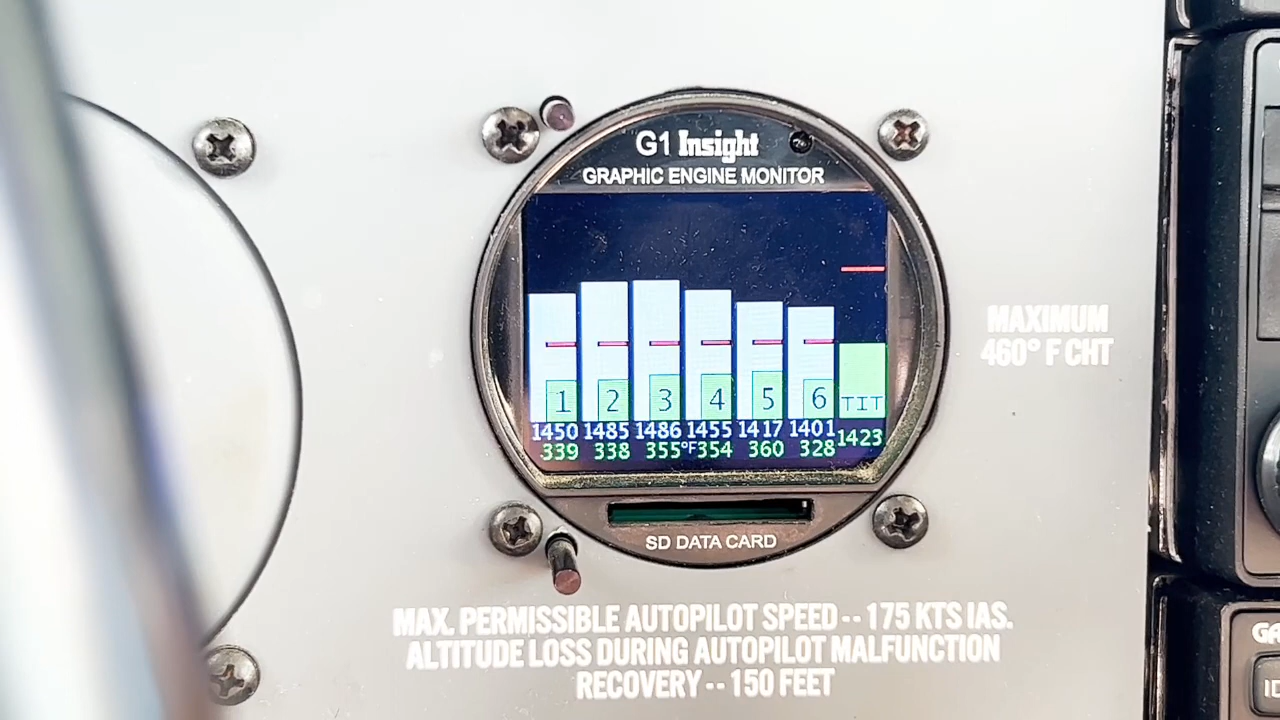 G1 Insight
GRAPHIC ENGINE MONITOR
1 2 3 4 5 6 TIT
1450 1485 1486 1455 1417 1401
339 338 355°F 354 360 328 1423
SD DATA CARD
MAXIMUM
460° F CHT
MAX. PERMISSIBLE AUTOPILOT SPEED -- 175 KTS IAS.
ALTITUDE LOSS DURING AUTOPILOT MALFUNCTION
RECOVERY -- 150 FEET